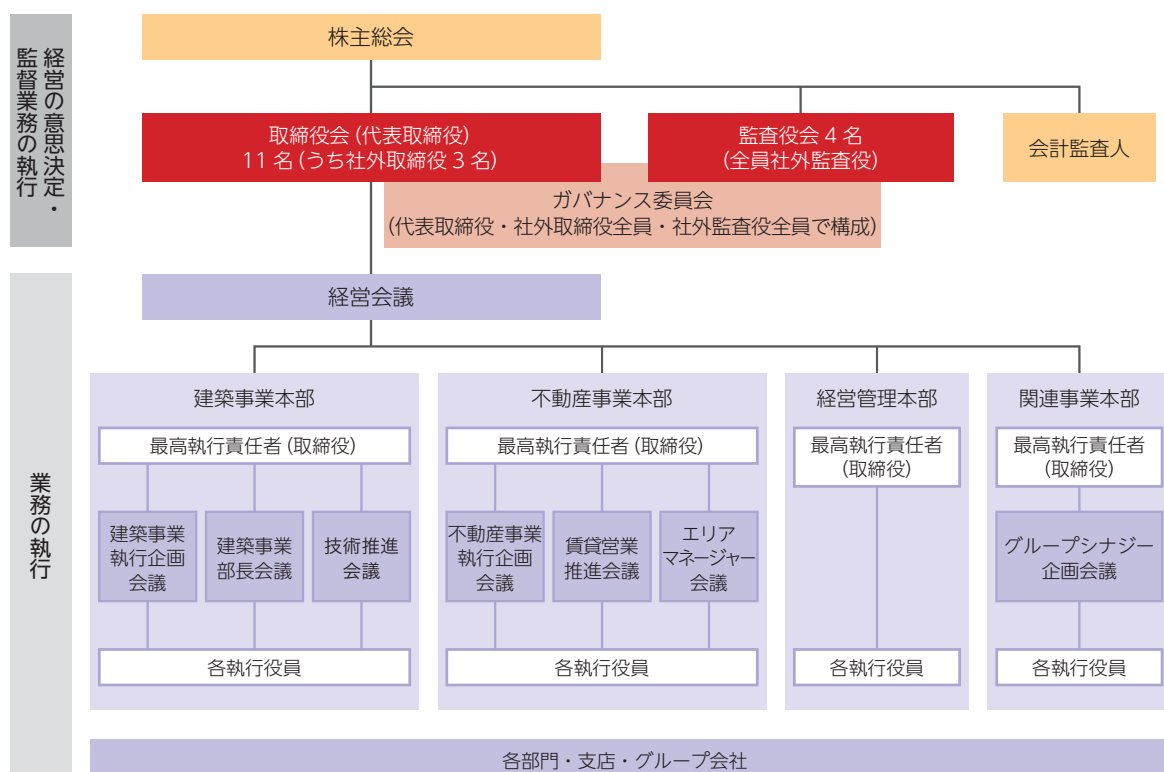 経営の意思決定・
監督業務の執行
株主総会
取締役会 (代表取締役)
11 名 (うち社外取締役 3 名)
監査役会 4 名
(全員社外監査役)
会計監査人
ガバナンス委員会
(代表取締役・社外取締役全員・社外監査役全員で構成)
業務の執行
経営会議
建築事業本部
最高執行責任者 (取締役)
建築事業
執行企画
会議
建築事業
部長会議
技術推進
会議
各執行役員
不動産事業本部
最高執行責任者 (取締役)
不動産事業
執行企画
会議
賃貸営業
推進会議
エリア
マネージャー
会議
各執行役員
経営管理本部
最高執行責任者
(取締役)
各執行役員
関連事業本部
最高執行責任者
(取締役)
グループシナジー
企画会議
各執行役員
各部門・支店・グループ会社